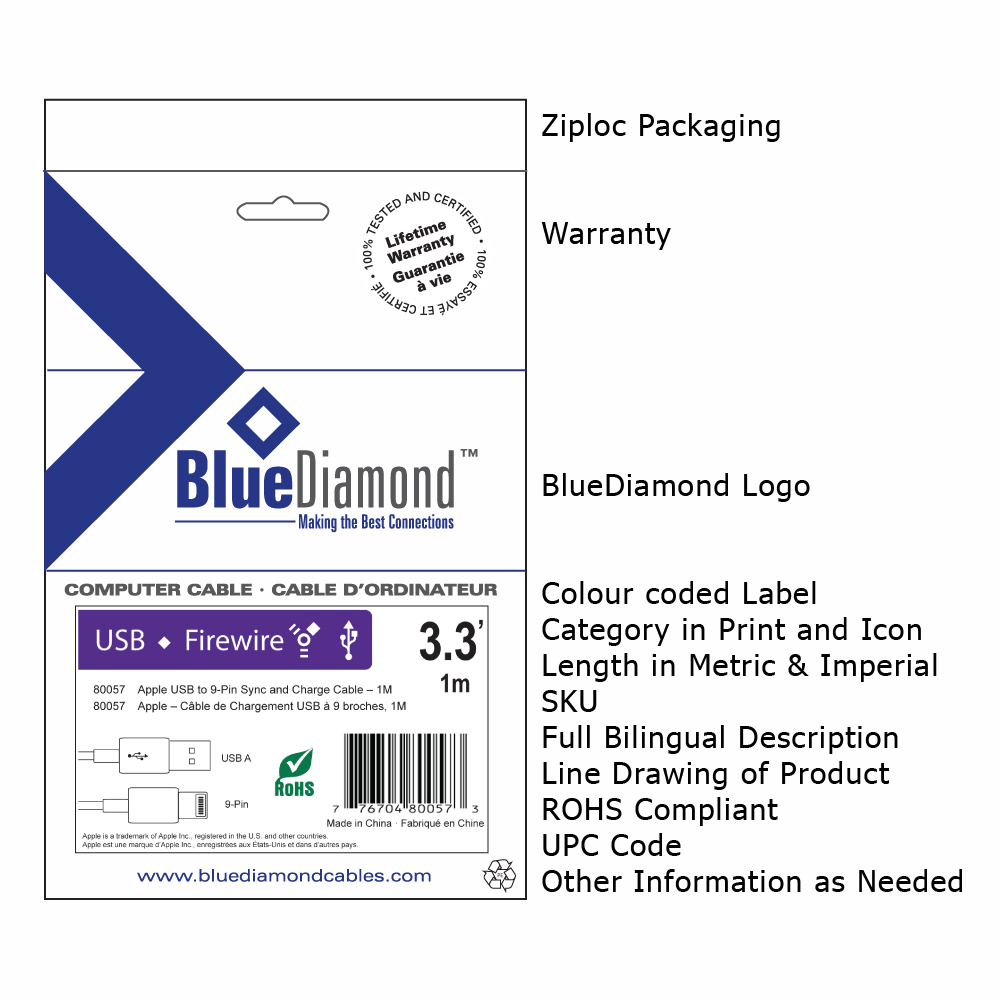 Ziploc Packaging
100% TESTED AND CERTIFIED • 100% ESSAYÉ ET CERTIFIÉ •
Lifetime
Warranty
Guarantie
à vie
Warranty
BlueDiamond™
Making the Best Connections
BlueDiamond Logo
COMPUTER CABLE · CABLE D'ORDINATEUR
USB ◆ Firewire
3.3'
1m
80057 Apple USB to 9-Pin Sync and Charge Cable – 1M
80057 Apple – Câble de Chargement USB à 9 broches, 1M
USB A
9-Pin
RoHS
7 76704 80057 3
Made in China · Fabriqué en Chine
Apple is a trademark of Apple Inc., registered in the U.S. and other countries.
Apple est une marque d'Apple Inc., enregistrées aux États-Unis et dans d'autres pays.
www.bluediamondcables.com
Colour coded Label
Category in Print and Icon
Length in Metric & Imperial
SKU
Full Bilingual Description
Line Drawing of Product
ROHS Compliant
UPC Code
Other Information as Needed